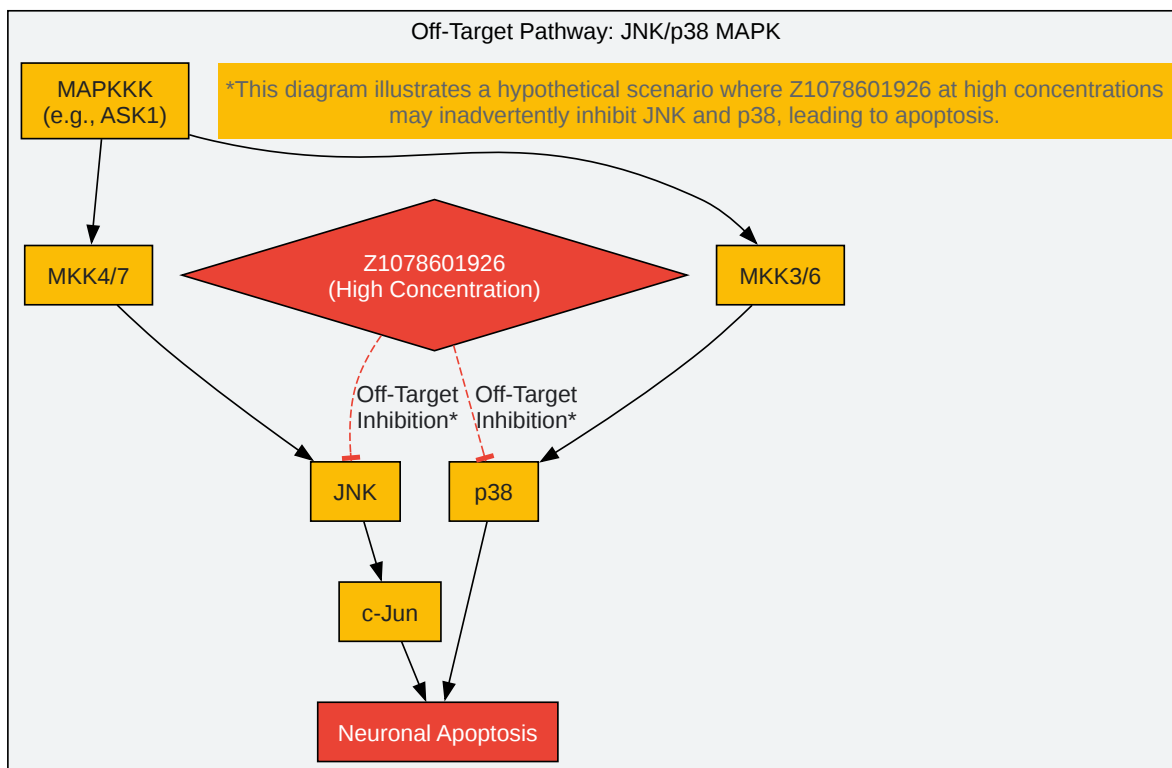 Off-Target Pathway: JNK/p38 MAPK
MAPKKK
(e.g., ASK1)
*This diagram illustrates a hypothetical scenario where Z1078601926 at high concentrations
may inadvertently inhibit JNK and p38, leading to apoptosis.
MKK4/7
Z1078601926
(High Concentration)
MKK3/6
Off-Target
Inhibition*
Off-Target
Inhibition*
JNK
p38
c-Jun
Neuronal Apoptosis